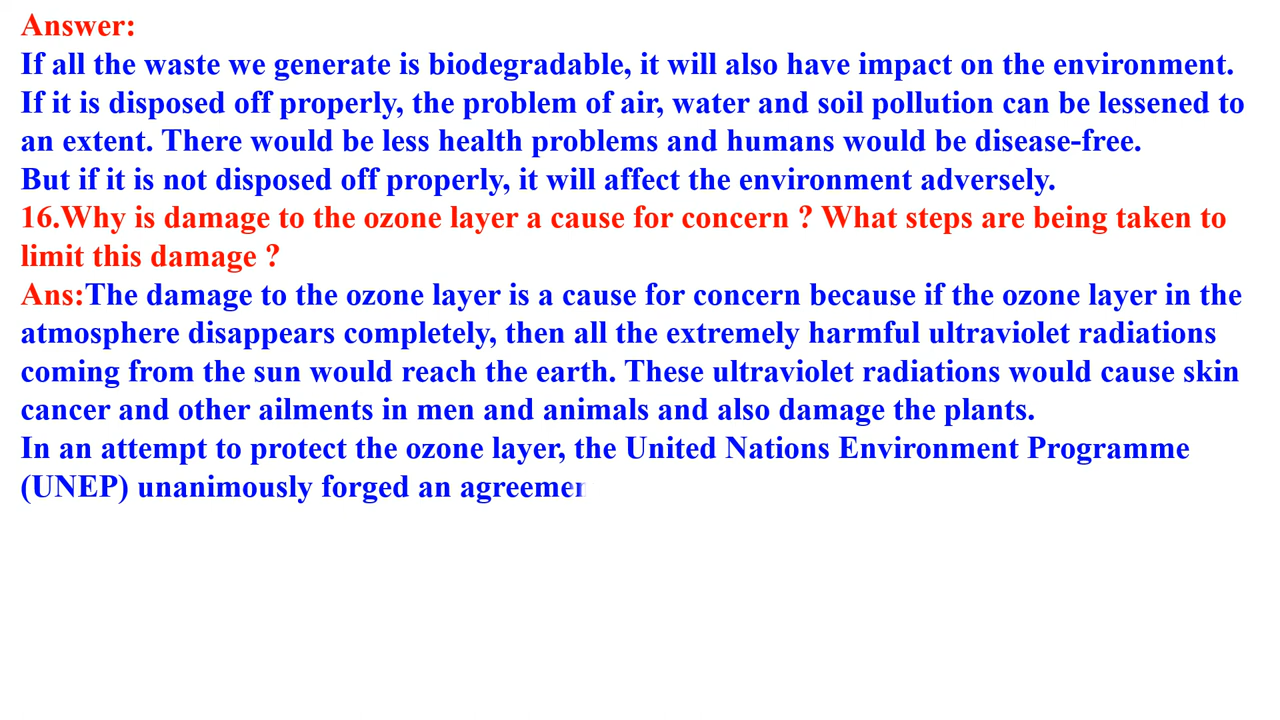 Answer:
If all the waste we generate is biodegradable, it will also have impact on the environment.
If it is disposed off properly, the problem of air, water and soil pollution can be lessened to
an extent. There would be less health problems and humans would be disease-free.
But if it is not disposed off properly, it will affect the environment adversely.
16.Why is damage to the ozone layer a cause for concern ? What steps are being taken to
limit this damage ?
Ans:The damage to the ozone layer is a cause for concern because if the ozone layer in the
atmosphere disappears completely, then all the extremely harmful ultraviolet radiations
coming from the sun would reach the earth. These ultraviolet radiations would cause skin
cancer and other ailments in men and animals and also damage the plants.
In an attempt to protect the ozone layer, the United Nations Environment Programme
(UNEP) unanimously forged an agreemen